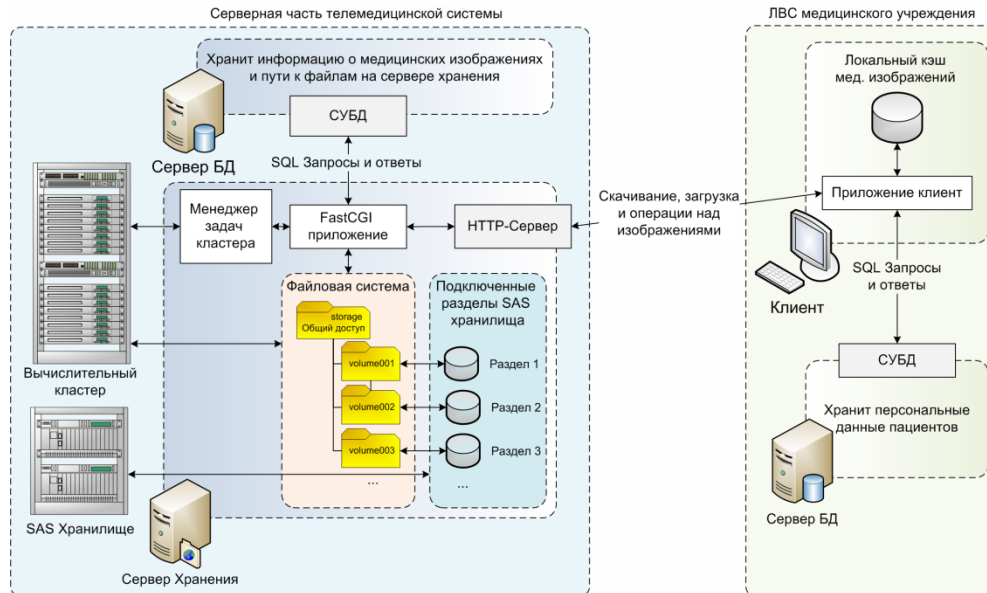 Серверная часть телемедицинской системы
Хранит информацию о медицинских изображениях
и пути к файлам на сервере хранения
СУБД
Сервер БД
SQL Запросы и ответы
Менеджер
задач
кластера
FastCGI
приложение
HTTP-Сервер
Файловая система
storage
Общий доступ
volume001
volume002
volume003
...
Подключенные
разделы SAS
хранилища
Раздел 1
Раздел 2
Раздел 3
...
Вычислительный
кластер
SAS Хранилище
Сервер Хранения
Скачивание, загрузка
и операции над
изображениями
ЛВС медицинского учреждения
Локальный кэш
мед. изображений
Приложение клиент
Клиент
SQL Запросы
и ответы
СУБД
Хранит персональные
данные пациентов
Сервер БД